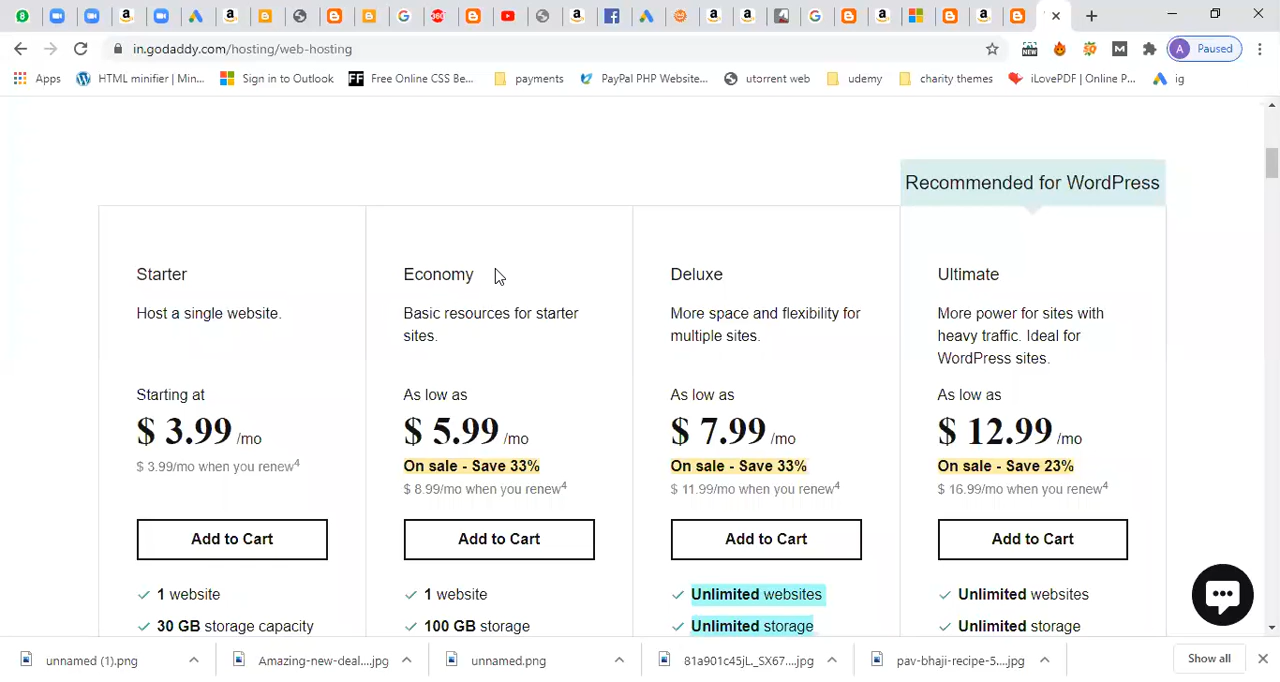 in.godaddy.com/hosting/web-hosting
A Paused
Apps
HTML minifier | Min...
Sign in to Outlook
FF Free Online CSS Be...
payments
PayPal PHP Website...
utorrent web
udemy
charity themes
iLovePDF | Online P...
ig
Recommended for WordPress
Starter
Host a single website.
Starting at
$ 3.99 /mo
$ 3.99/mo when you renew4
Add to Cart
1 website
30 GB storage capacity
Economy
Basic resources for starter
sites.
As low as
$ 5.99 /mo
On sale - Save 33%
$ 8.99/mo when you renew4
Add to Cart
1 website
100 GB storage
Deluxe
More space and flexibility for
multiple sites.
As low as
$ 7.99 /mo
On sale - Save 33%
$ 11.99/mo when you renew4
Add to Cart
Unlimited websites
Unlimited storage
Ultimate
More power for sites with
heavy traffic. Ideal for
WordPress sites.
As low as
$ 12.99 /mo
On sale - Save 23%
$ 16.99/mo when you renew4
Add to Cart
Unlimited websites
Unlimited storage
unnamed (1).png
Amazing-new-deal....jpg
unnamed.png
81a901c45jL._SX67....jpg
pav-bhaji-recipe-5....jpg
Show all